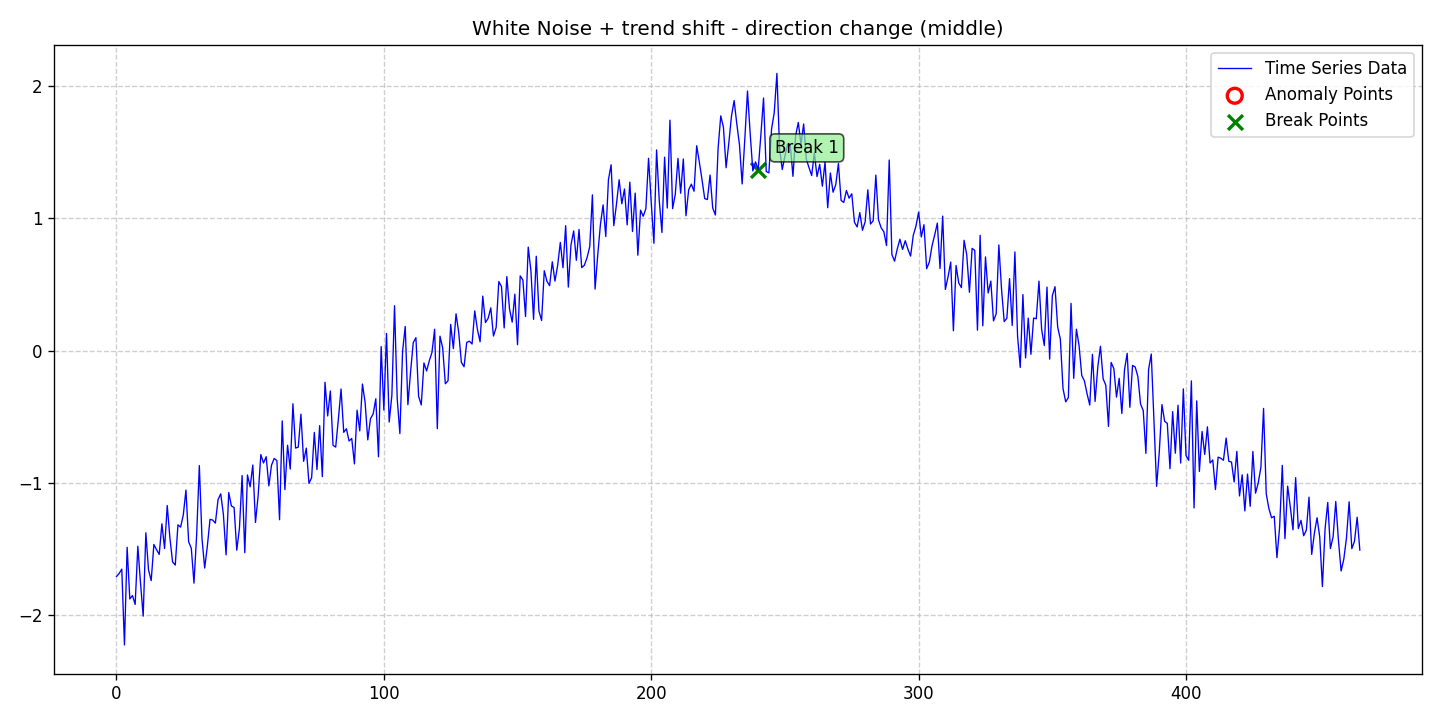 White Noise + trend shift - direction change (middle)
Time Series Data
Anomaly Points
Break Points
Break 1
2
1
0
−1
−2
0
100
200
300
400